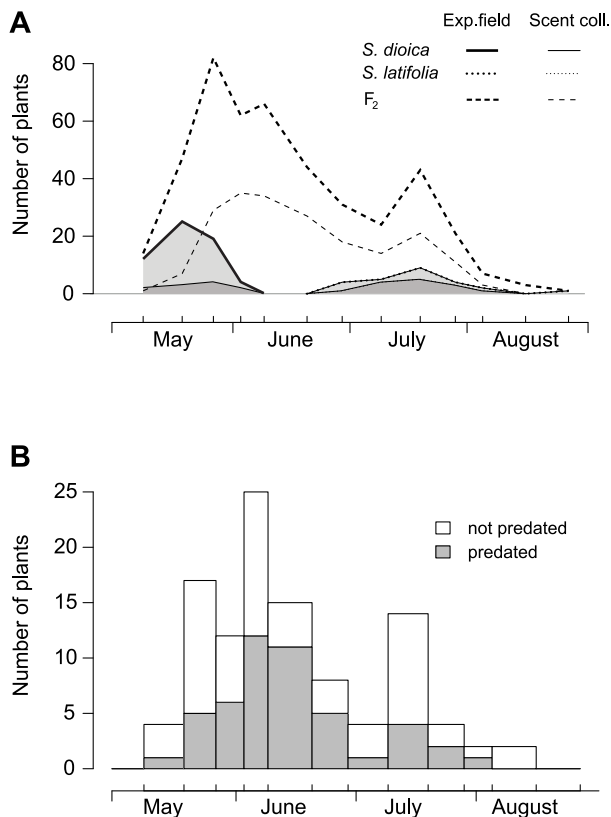 A
Exp.field Scent coll.
S. dioica
S. latifolia
F2
Number of plants
80
60
40
20
0
May June July August
B
Number of plants
25
20
15
10
5
0
not predated
predated
May June July August